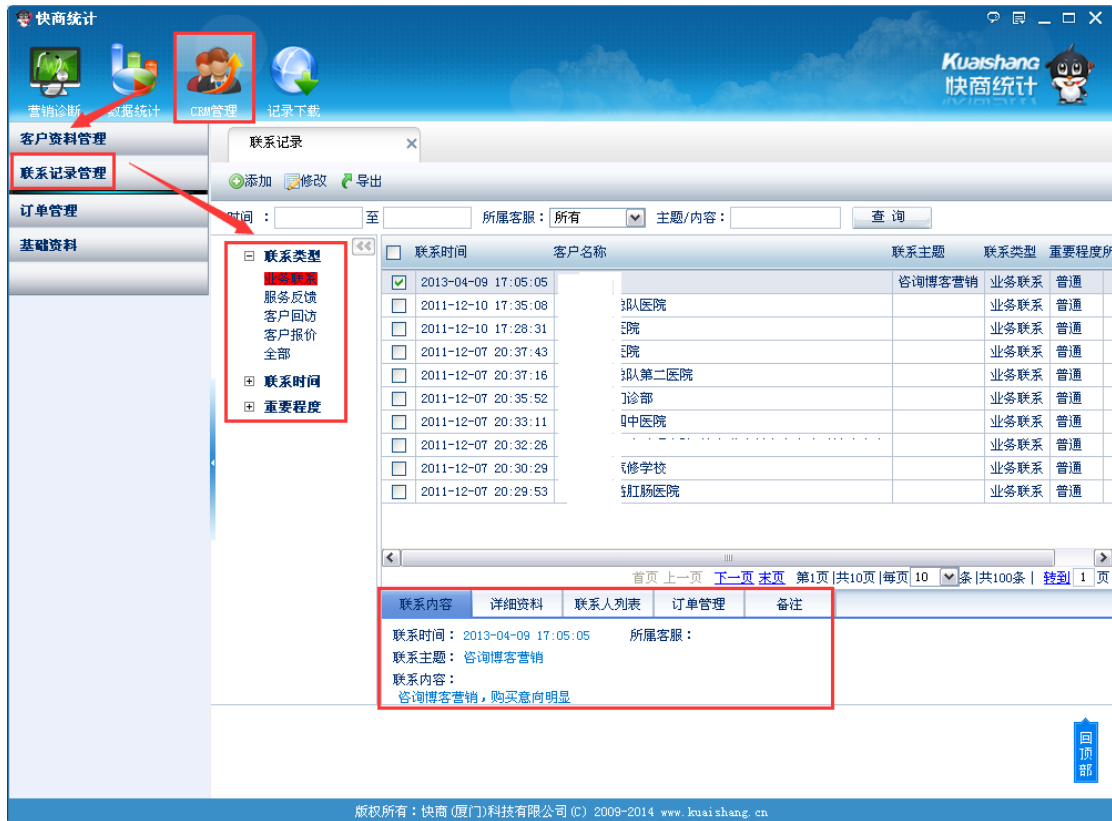 快商统计
Kuaishang
快商统计
营销诊断 数据统计 CRM管理 记录下载
客户资料管理
联系记录管理
订单管理
基础资料
联系记录
添加 修改 导出
时间 : 至 所属客服: 所有 主题/内容: 查 询
联系类型
业务联系
服务反馈
客户回访
客户报价
全部
联系时间
重要程度
联系时间 客户名称 联系主题 联系类型 重要程度所
2013-04-09 17:05:05 咨询博客营销 业务联系 普通
2011-12-10 17:35:08 队医院 业务联系 普通
2011-12-10 17:28:31 医院 业务联系 普通
2011-12-07 20:37:43 医院 业务联系 普通
2011-12-07 20:37:16 队第二医院 业务联系 普通
2011-12-07 20:35:52 门诊部 业务联系 普通
2011-12-07 20:33:11 中医院 业务联系 普通
2011-12-07 20:32:26 业务联系 普通
2011-12-07 20:30:29 修学校 业务联系 普通
2011-12-07 20:29:53 肛肠医院 业务联系 普通
首页 上一页 下一页 末页 第1页|共10页|每页 10 条|共100条| 转到 1 页
联系内容 详细资料 联系人列表 订单管理 备注
联系时间: 2013-04-09 17:05:05 所属客服:
联系主题: 咨询博客营销
联系内容:
咨询博客营销,购买意向明显
回顶部
版权所有:快商(厦门)科技有限公司(C) 2009-2014 www.kuaishang.cn